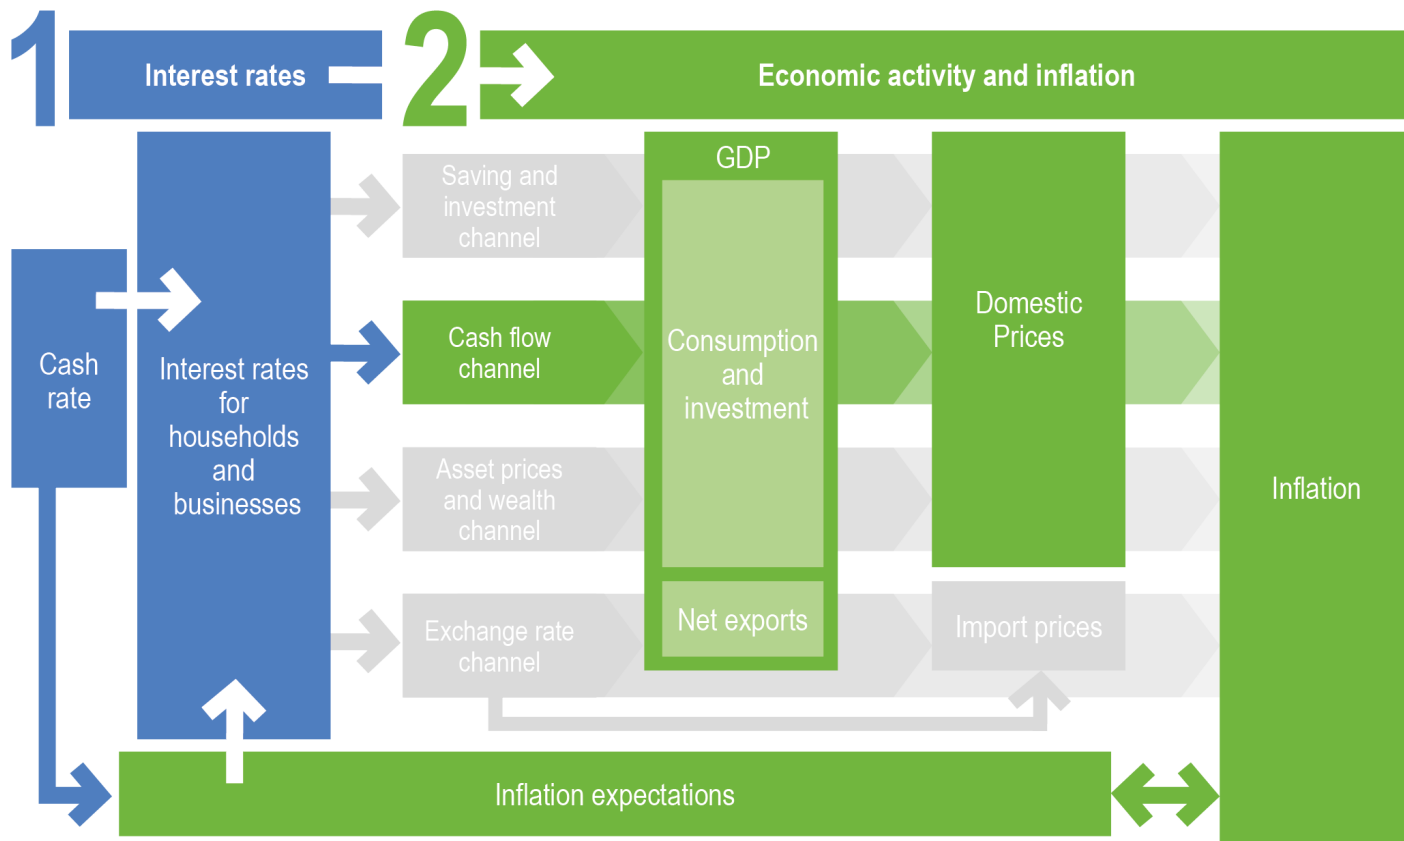 1
Interest rates
2
Economic activity and inflation
Cash
rate
Interest rates
for
households
and
businesses
Saving and
investment
channel
Cash flow
channel
Asset prices
and wealth
channel
Exchange rate
channel
GDP
Consumption
and
investment
Net exports
Domestic
Prices
Import prices
Inflation
Inflation expectations